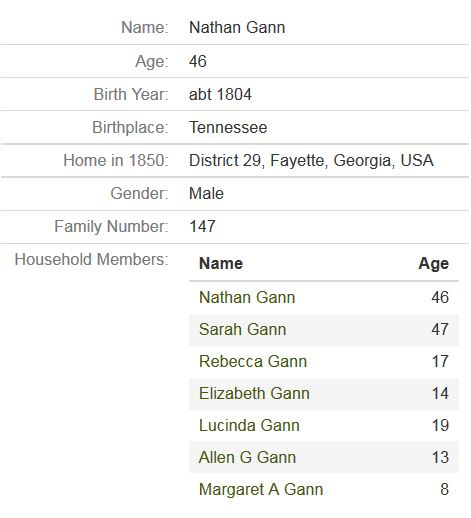 Name: Nathan Gann
Age: 46
Birth Year: abt 1804
Birthplace: Tennessee
Home in 1850: District 29, Fayette, Georgia, USA
Gender: Male
Family Number: 147
Household Members: Name Age
Nathan Gann 46
Sarah Gann 47
Rebecca Gann 17
Elizabeth Gann 14
Lucinda Gann 19
Allen G Gann 13
Margaret A Gann 8